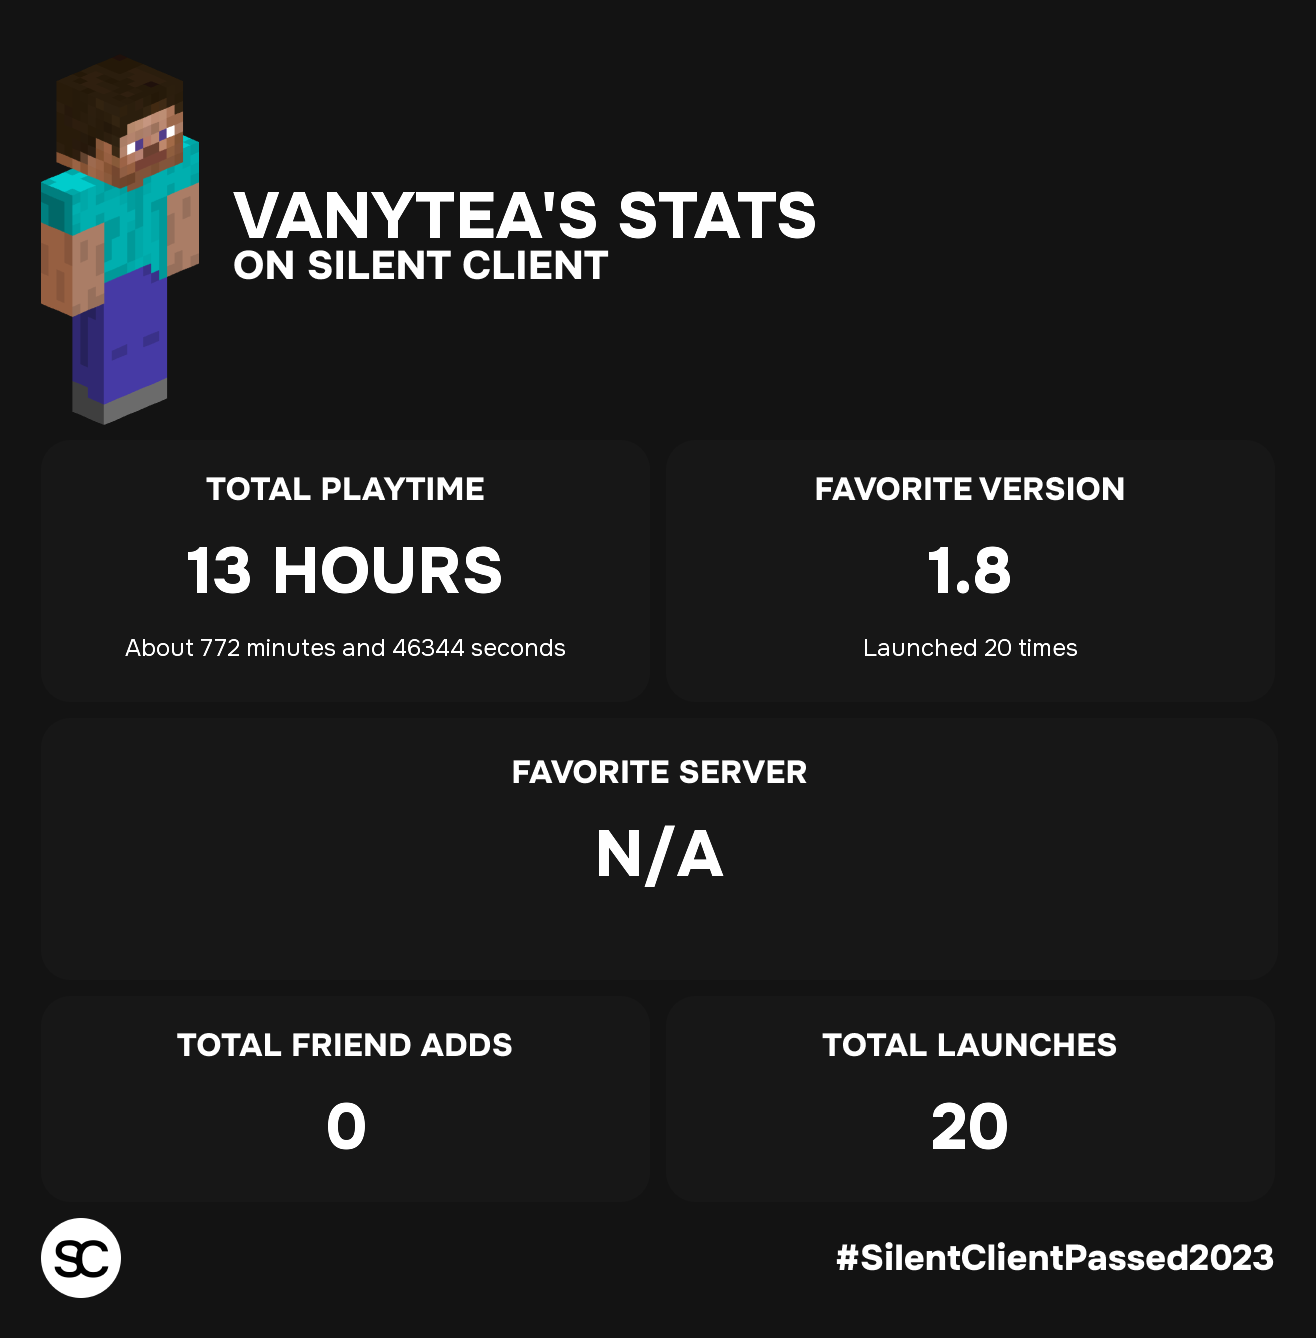 VANYTEA'S STATS
ON SILENT CLIENT
TOTAL PLAYTIME
13 HOURS
About 772 minutes and 46344 seconds
FAVORITE VERSION
1.8
Launched 20 times
FAVORITE SERVER
N/A
TOTAL FRIEND ADDS
0
TOTAL LAUNCHES
20
SC
#SilentClientPassed2023